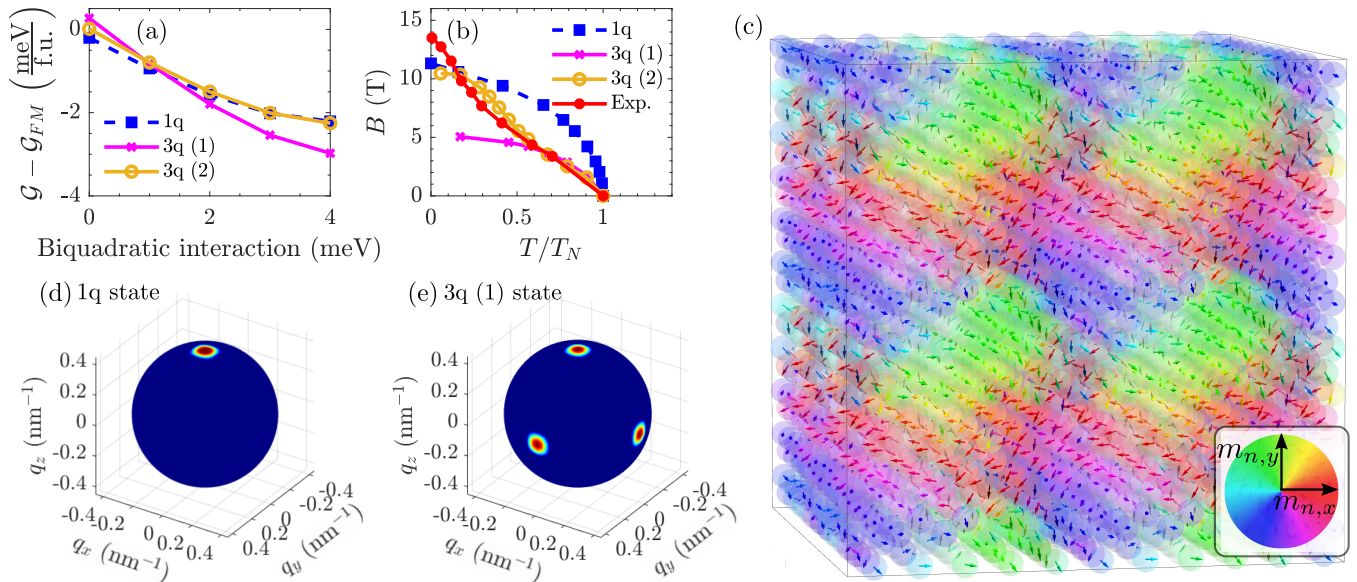 (a)
𝒢 − 𝒢_FM (meV/f.u.)
0
-2
-4
1q
3q (1)
3q (2)
0
2
4
Biquadratic interaction (meV)
(b)
B (T)
15
10
5
0
1q
3q (1)
3q (2)
Exp.
0
0.5
1
T/T_N
(c)
m_{n,y}
m_{n,x}
(d) 1q state
q_z (nm⁻¹)
0.4
0.2
0
-0.2
-0.4
-0.4
-0.2
0
0.2
0.4
q_x (nm⁻¹)
-0.4
-0.2
0
0.2
0.4
q_y (nm⁻¹)
(e) 3q (1) state
q_z (nm⁻¹)
0.4
0.2
0
-0.2
-0.4
-0.4
-0.2
0
0.2
0.4
q_x (nm⁻¹)
-0.4
-0.2
0
0.2
0.4
q_y (nm⁻¹)